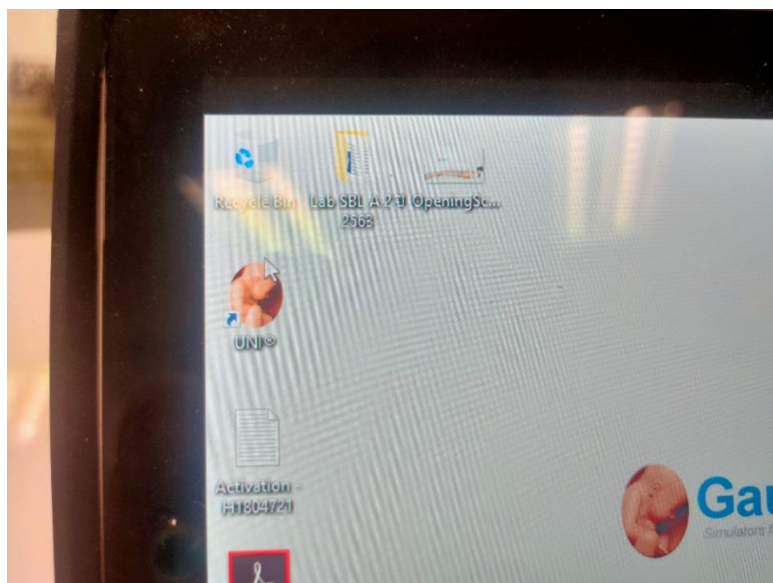 Recycle Bin
Lab SBL
2563
OpeningSc...
UNI®
Activation -
H1804721
Gau
Simulators f